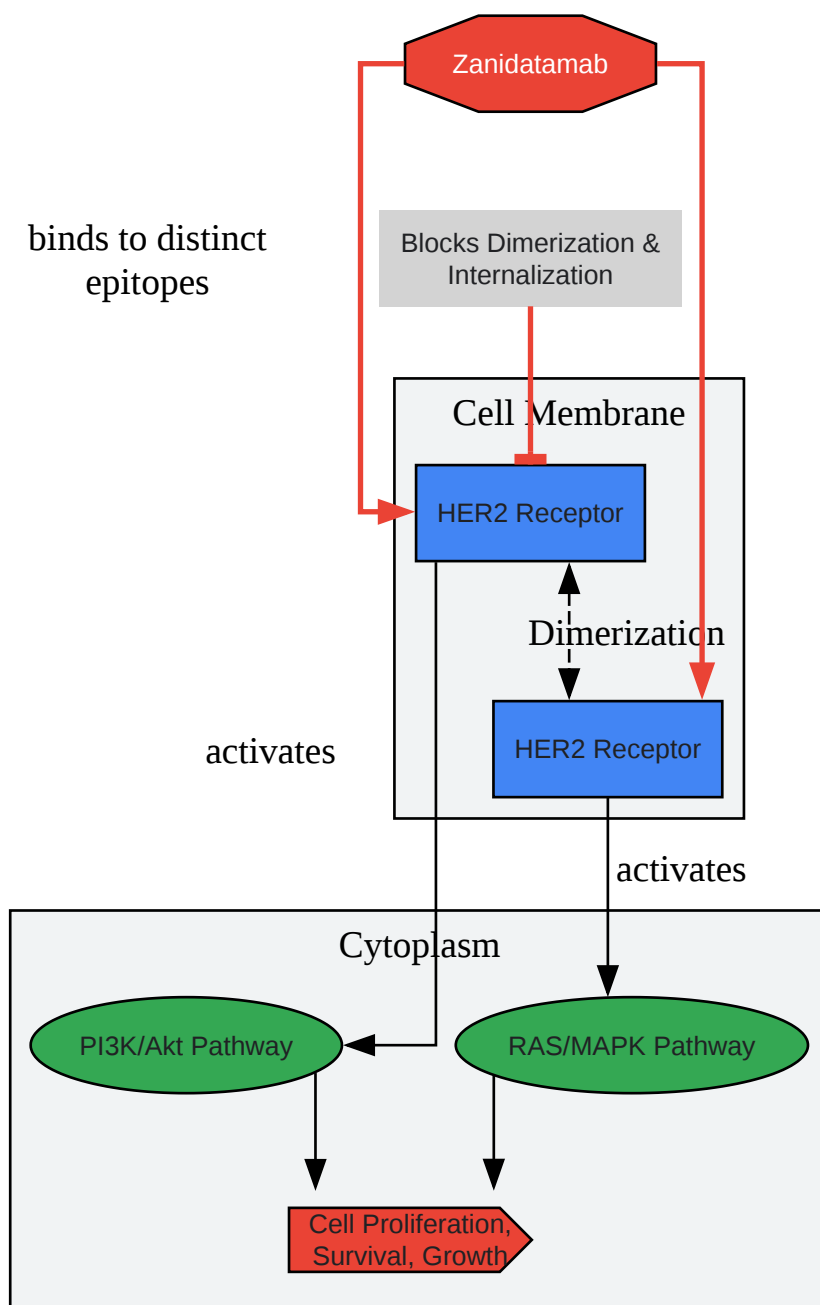 Zanidatamab
binds to distinct
epitopes
Blocks Dimerization &
Internalization
Cell Membrane
HER2 Receptor
Dimerization
HER2 Receptor
activates
activates
Cytoplasm
PI3K/Akt Pathway
RAS/MAPK Pathway
Cell Proliferation,
Survival, Growth